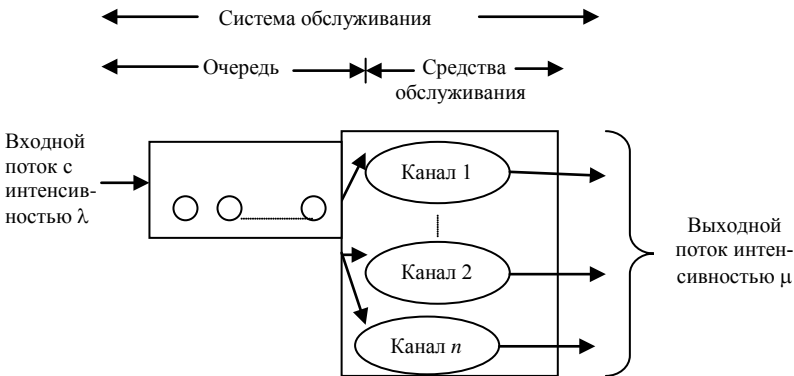 Система обслуживания
Очередь
Средства
обслуживания
Входной
поток с
интенсив-
ностью λ
Канал 1
Канал 2
Канал n
Выходной
поток интен-
сивностью μ